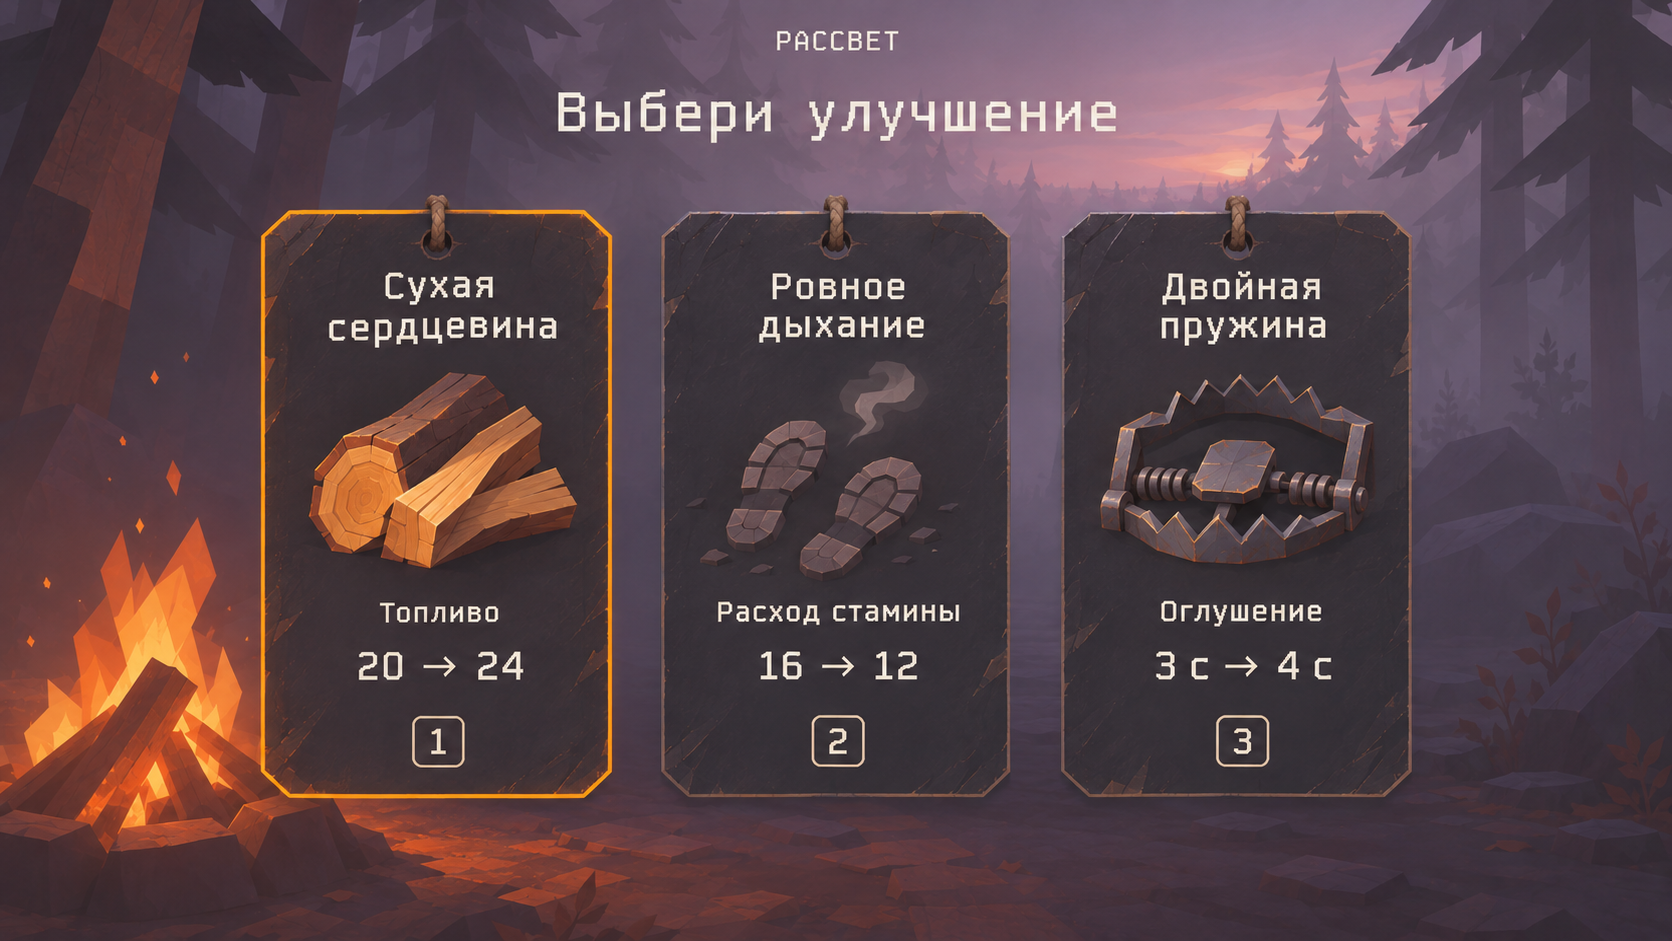 РАССВЕТ
Выбери улучшение
Сухая
сердцевина
Топливо
20 → 24
1
Ровное
дыхание
Расход стамины
16 → 12
2
Двойная
пружина
Оглушение
3 с → 4 с
3